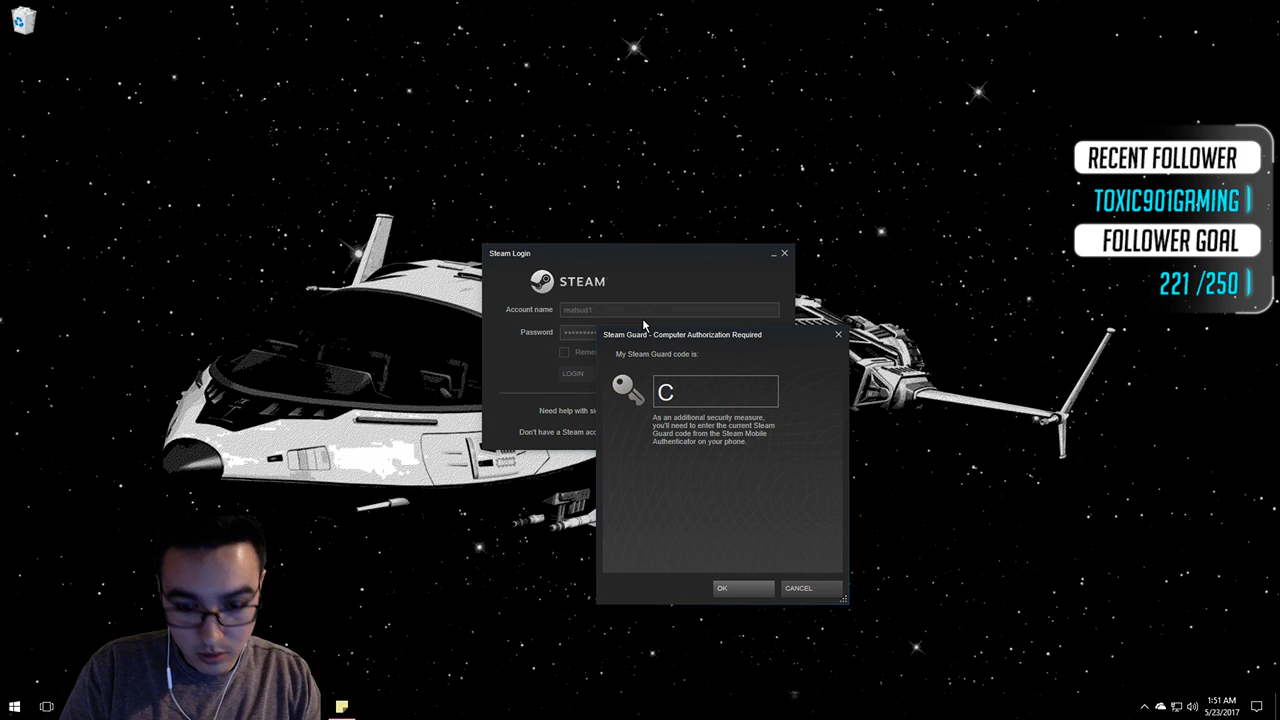 RECENT FOLLOWER
TOXIC901GAMING
FOLLOWER GOAL
221 /250
Steam Login
STEAM
Account name
matsud1
Password
**********
Steam Guard - Computer Authorization Required
My Steam Guard code is:
LOGIN
C
As an additional security measure,
you'll need to enter the current Steam
Guard code from the Steam Mobile
Authenticator on your phone.
Need help with
Don't have a Steam
OK
CANCEL
1:51 AM
5/23/2017